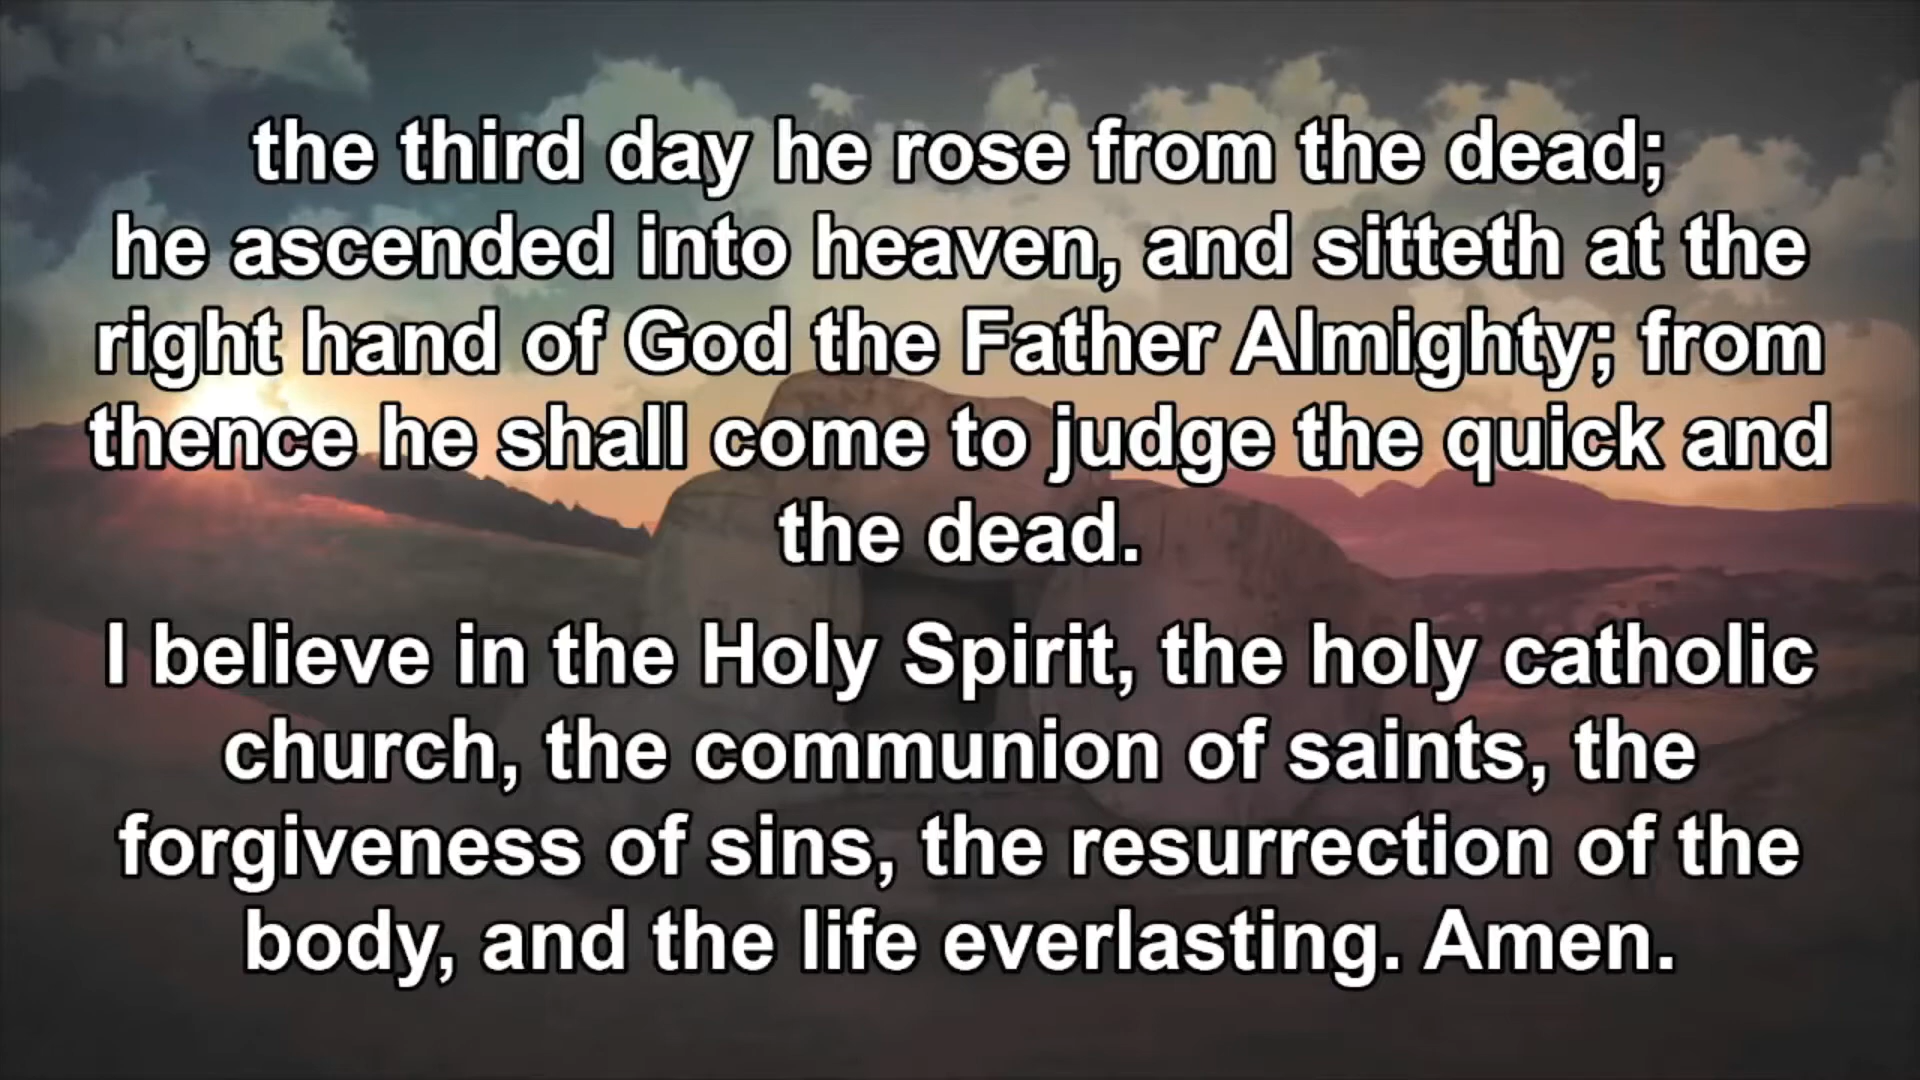 the third day he rose from the dead;
he ascended into heaven, and sitteth at the
right hand of God the Father Almighty; from
thence he shall come to judge the quick and
the dead.
I believe in the Holy Spirit, the holy catholic
church, the communion of saints, the
forgiveness of sins, the resurrection of the
body, and the life everlasting. Amen.